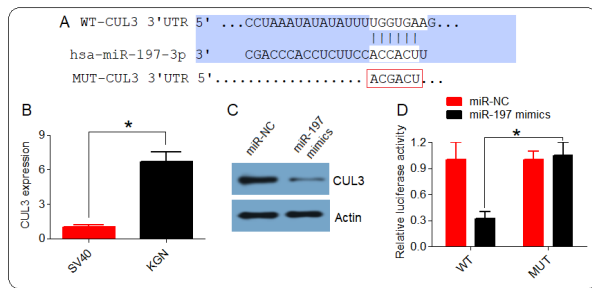 A
WT-CUL3 3'UTR 5' ...CCUAAAUAUAUAUUUUGGUGAAG...
hsa-miR-197-3p 3' CGACCCACCUCUUCCACCACUU
MUT-CUL3 3'UTR 5'...................... ACGACU
B
CUL3 expression
9
6
3
0
*
SV40
KGN
C
miR-NC
miR-197
mimics
CUL3
Actin
D
miR-NC
miR-197 mimics
Relative luciferase activity
1.2
0.9
0.6
0.3
0.0
*
WT
MUT